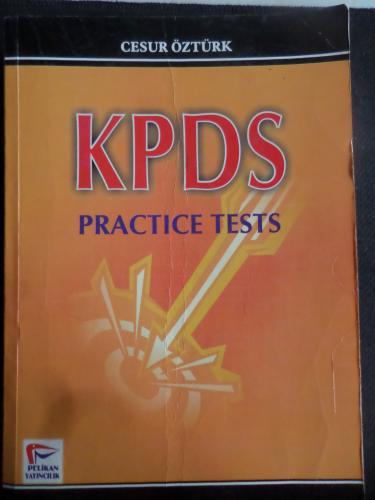 CESUR ÖZTÜRK
KPDS
PRACTICE TESTS
PELİKAN
YAYINCILIK